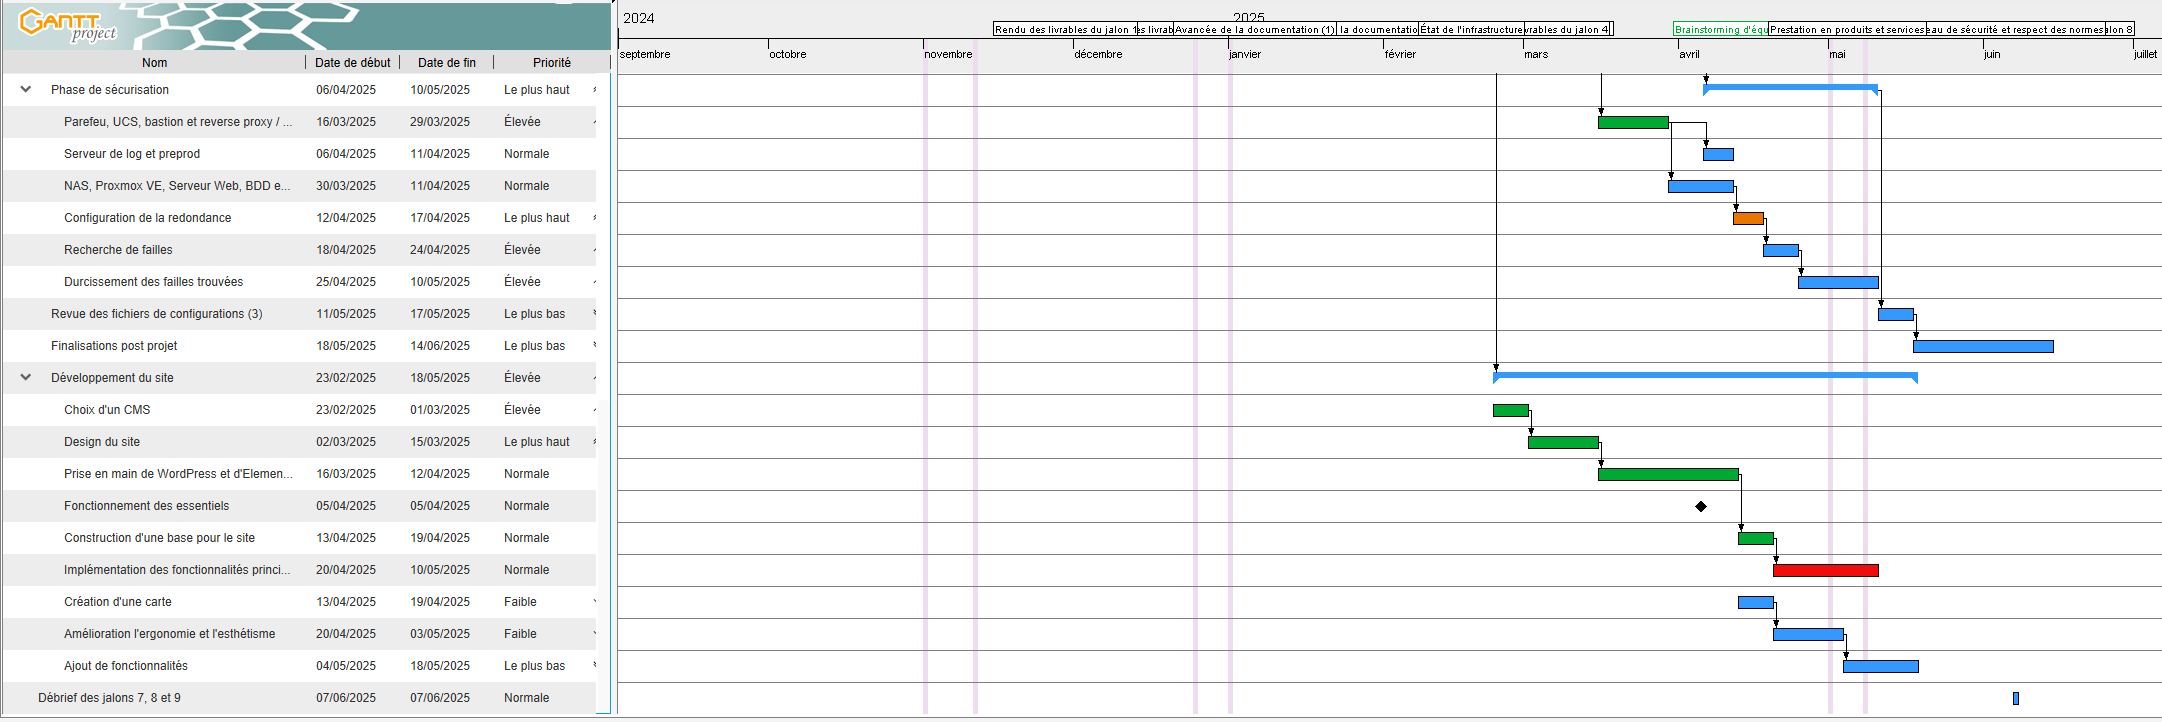 GANTT
project
2024
2025
Rendu des livrables du jalon 1
es livrab
Avancée de la documentation (1)
la documentatio
État de l'infrastructure
vrables du jalon 4
Brainstorming d'équ
Prestation en produits et services
eau de sécurité et respect des normes
alon 8
septembre octobre novembre décembre janvier février mars avril mai juin juillet
Nom Date de début Date de fin Priorité
Phase de sécurisation 06/04/2025 10/05/2025 Le plus haut
Parefeu, UCS, bastion et reverse proxy / ... 16/03/2025 29/03/2025 Élevée
Serveur de log et preprod 06/04/2025 11/04/2025 Normale
NAS, Proxmox VE, Serveur Web, BDD e... 30/03/2025 11/04/2025 Normale
Configuration de la redondance 12/04/2025 17/04/2025 Le plus haut
Recherche de failles 18/04/2025 24/04/2025 Élevée
Durcissement des failles trouvées 25/04/2025 10/05/2025 Élevée
Revue des fichiers de configurations (3) 11/05/2025 17/05/2025 Le plus bas
Finalisations post projet 18/05/2025 14/06/2025 Le plus bas
Développement du site 23/02/2025 18/05/2025 Élevée
Choix d'un CMS 23/02/2025 01/03/2025 Élevée
Design du site 02/03/2025 15/03/2025 Le plus haut
Prise en main de WordPress et d'Elemen... 16/03/2025 12/04/2025 Normale
Fonctionnement des essentiels 05/04/2025 05/04/2025 Normale
Construction d'une base pour le site 13/04/2025 19/04/2025 Normale
Implémentation des fonctionnalités princi... 20/04/2025 10/05/2025 Normale
Création d'une carte 13/04/2025 19/04/2025 Faible
Amélioration l'ergonomie et l'esthétisme 20/04/2025 03/05/2025 Faible
Ajout de fonctionnalités 04/05/2025 18/05/2025 Le plus bas
Débrief des jalons 7, 8 et 9 07/06/2025 07/06/2025 Normale